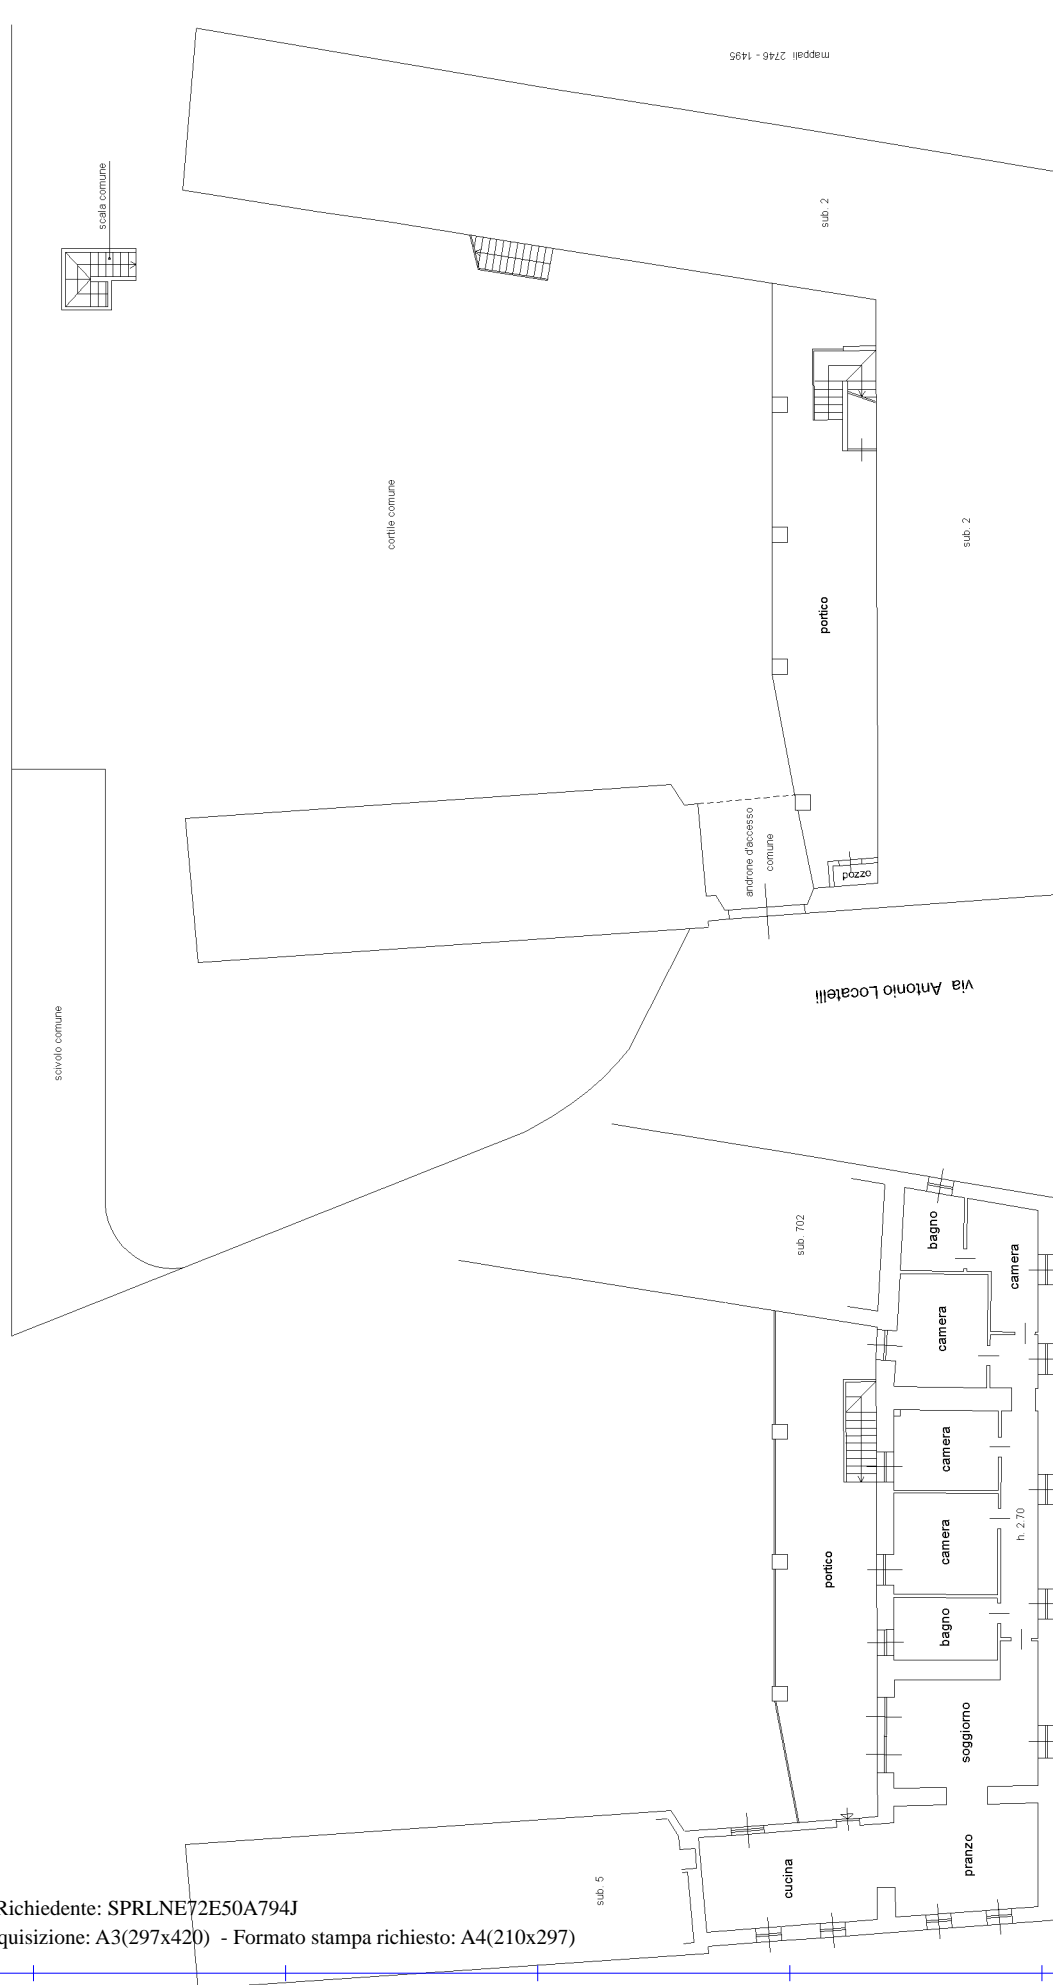 mappali 2746 - 1495
scala comune
sub. 2
cortile comune
sub. 2
portico
androne d'accesso
comune
pozzo
via Antonio Locatelli
scivolo comune
sub. 702
bagno
camera
camera
camera
camera
h. 2.70
portico
bagno
soggiorno
pranzo
cucina
sub. 5
Richiedente: SPRLNE72E50A794J
quisizione: A3(297x420) - Formato stampa richiesto: A4(210x297)